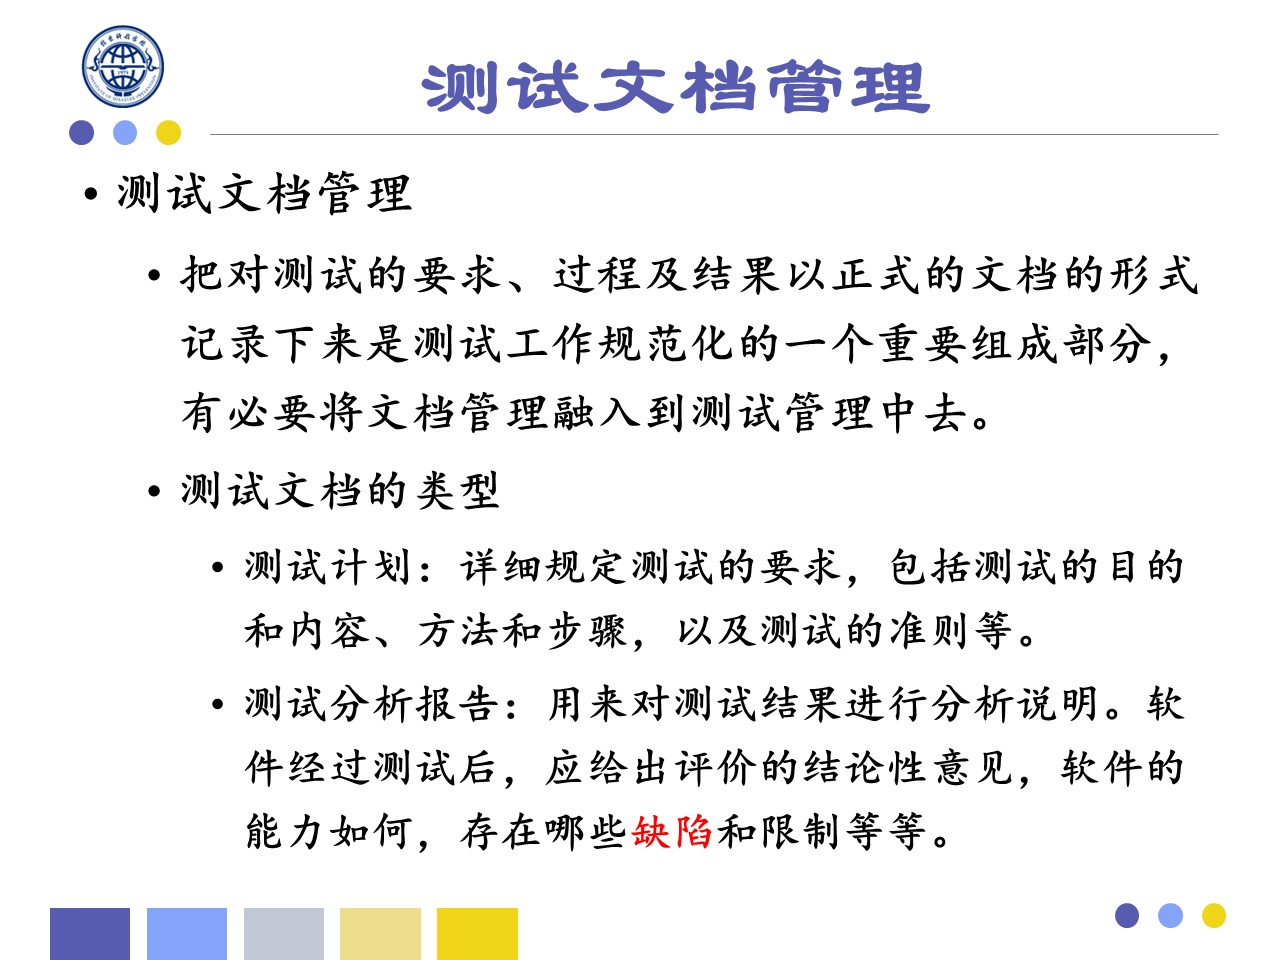 测试文档管理
• 测试文档管理
• 把对测试的要求、过程及结果以正式的文档的形式
记录下来是测试工作规范化的一个重要组成部分，
有必要将文档管理融入到测试管理中去。
• 测试文档的类型
• 测试计划：详细规定测试的要求，包括测试的目的
和内容、方法和步骤，以及测试的准则等。
• 测试分析报告：用来对测试结果进行分析说明。软
件经过测试后，应给出评价的结论性意见，软件的
能力如何，存在哪些缺陷和限制等等。